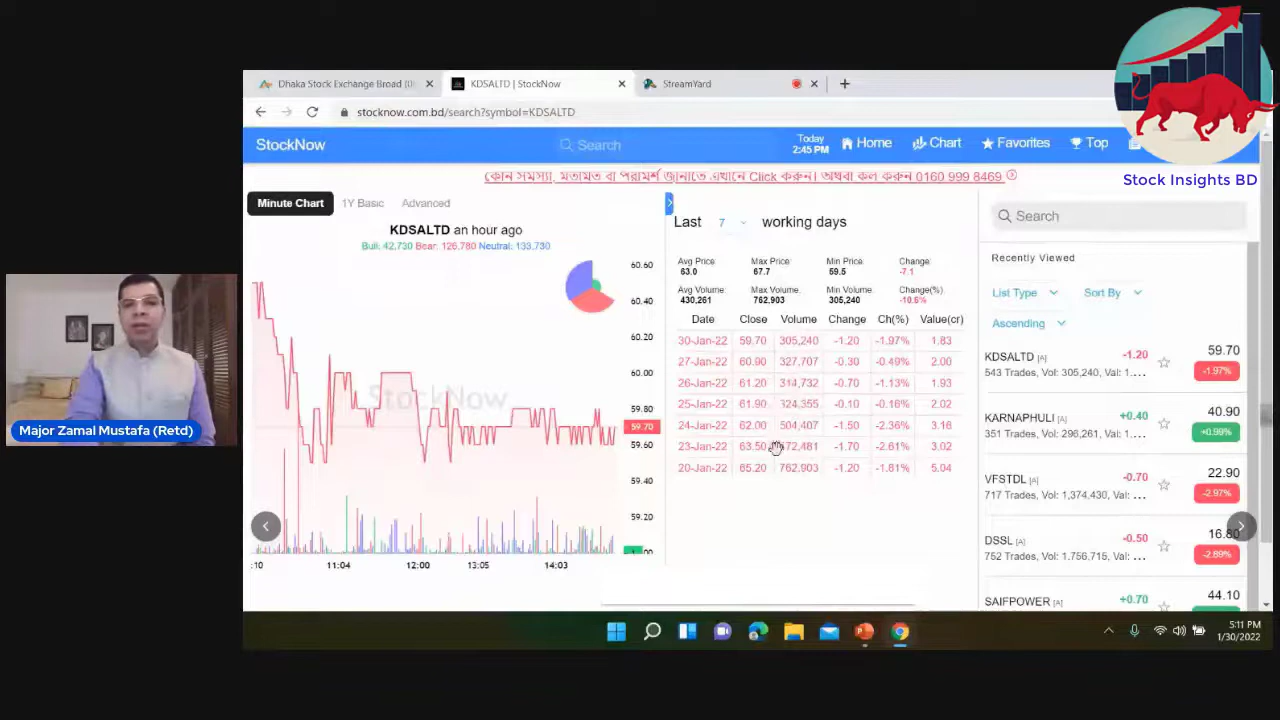 Dhaka Stock Exchange Broad (D
KDSALTD | StockNow
StreamYard
stocknow.com.bd/search?symbol=KDSALTD
StockNow
Search
Today
2:45 PM
Home
Chart
Favorites
Top
Stock Insights BD
কোন সমস্যা, মতামত বা পরামর্শ জানাতে এখানে Click করুন। অথবা কল করুন 0160 999 8469
Minute Chart
1Y Basic
Advanced
KDSALTD an hour ago
Bull: 42,730 Bear: 126,780 Neutral: 133,730
60.60
60.40
60.20
60.00
59.80
59.70
59.60
59.40
59.20
StockNow
:10
11:04
12:00
13:05
14:03
Last 7 working days
Avg Price: Max Price: Min Price: Change:
63.0 67.7 59.5 -7.1
Avg Volume: Max Volume: Min Volume: Change(%)
430,261 762,903 305,240 -10.6%
Date Close Volume Change Ch(%) Value(cr)
30-Jan-22 59.70 305,240 -1.20 -1.97% 1.83
27-Jan-22 60.90 327,707 -0.30 -0.49% 2.00
26-Jan-22 61.20 314,732 -0.70 -1.13% 1.93
25-Jan-22 61.90 324,355 -0.10 -0.16% 2.02
24-Jan-22 62.00 504,407 -1.50 -2.36% 3.16
23-Jan-22 63.50 472,481 -1.70 -2.61% 3.02
20-Jan-22 65.20 762,903 -1.20 -1.81% 5.04
Search
Recently Viewed
List Type
Sort By
Ascending
KDSALTD [A] -1.20 59.70
543 Trades, Vol: 305,240, Val: 1.... -1.97%
KARNAPHULI [A] +0.40 40.90
351 Trades, Vol: 296,261, Val: 1.... +0.99%
VFSTDL [A] -0.70 22.90
717 Trades, Vol: 1,374,430, Val: ... -2.97%
DSSL [A] -0.50 16.80
752 Trades, Vol: 1,756,715, Val: ... -2.89%
SAIFPOWER [A] +0.70 44.10
Major Zamal Mustafa (Retd)
5:11 PM
1/30/2022